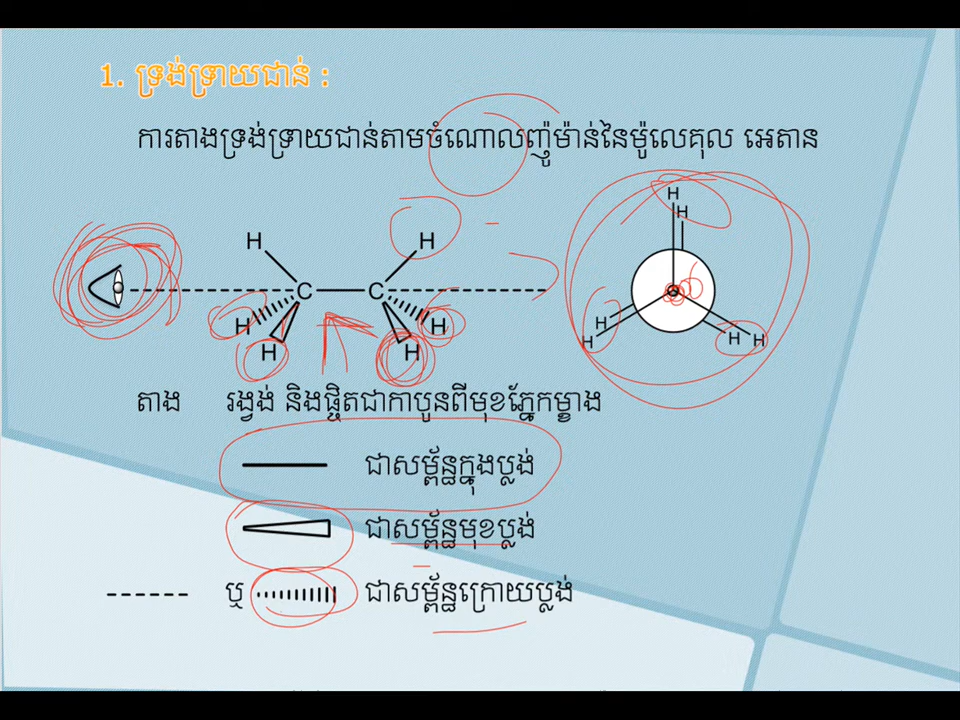 1. ទ្រង់ទ្រាយជាន់ :
ការតាងទ្រង់ទ្រាយជាន់តាមចំណោលញ៉ូម៉ាន់នៃម៉ូលេគុល អេតាន
H H
C C
H H
H H
H
H
H H
H H
តាង រង្វង់ និងផ្ចិតជាកាបូនពីមុខភ្នែកម្ខាង
ជាសម្ព័ន្ធក្នុងប្លង់
ជាសម្ព័ន្ធមុខប្លង់
ឬ ជាសម្ព័ន្ធក្រោយប្លង់